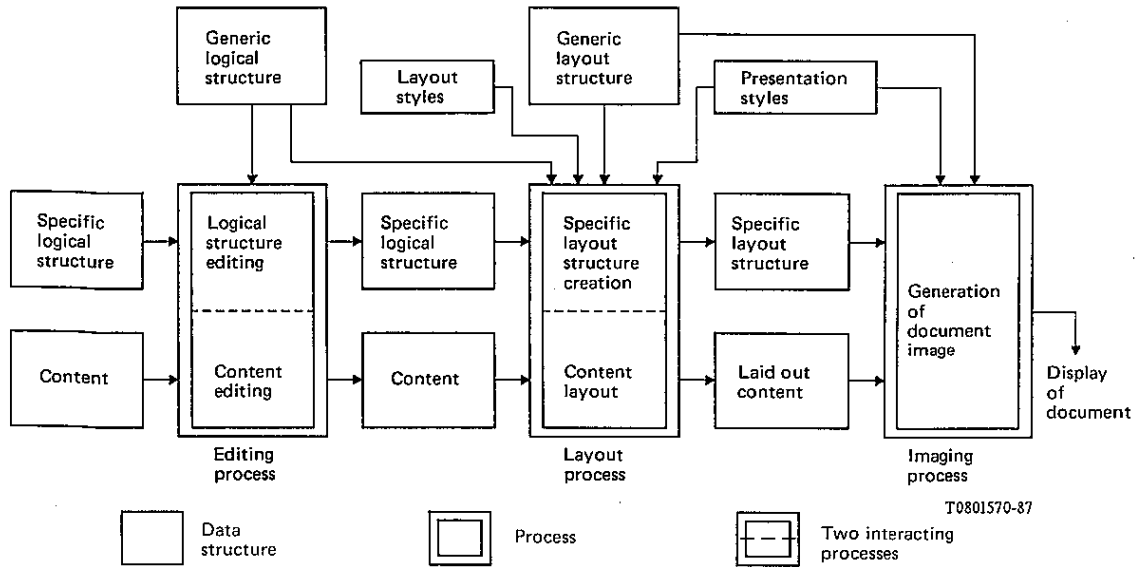 Generic
logical
structure
Layout
styles
Generic
layout
structure
Presentation
styles
Specific
logical
structure
Logical
structure
editing
Specific
logical
structure
Specific
layout
structure
creation
Specific
layout
structure
Generation
of
document
image
Content
Content
editing
Content
Content
layout
Laid out
content
Display
of
document
Editing
process
Layout
process
Imaging
process
T0801570-87
Data
structure
Process
Two interacting
processes